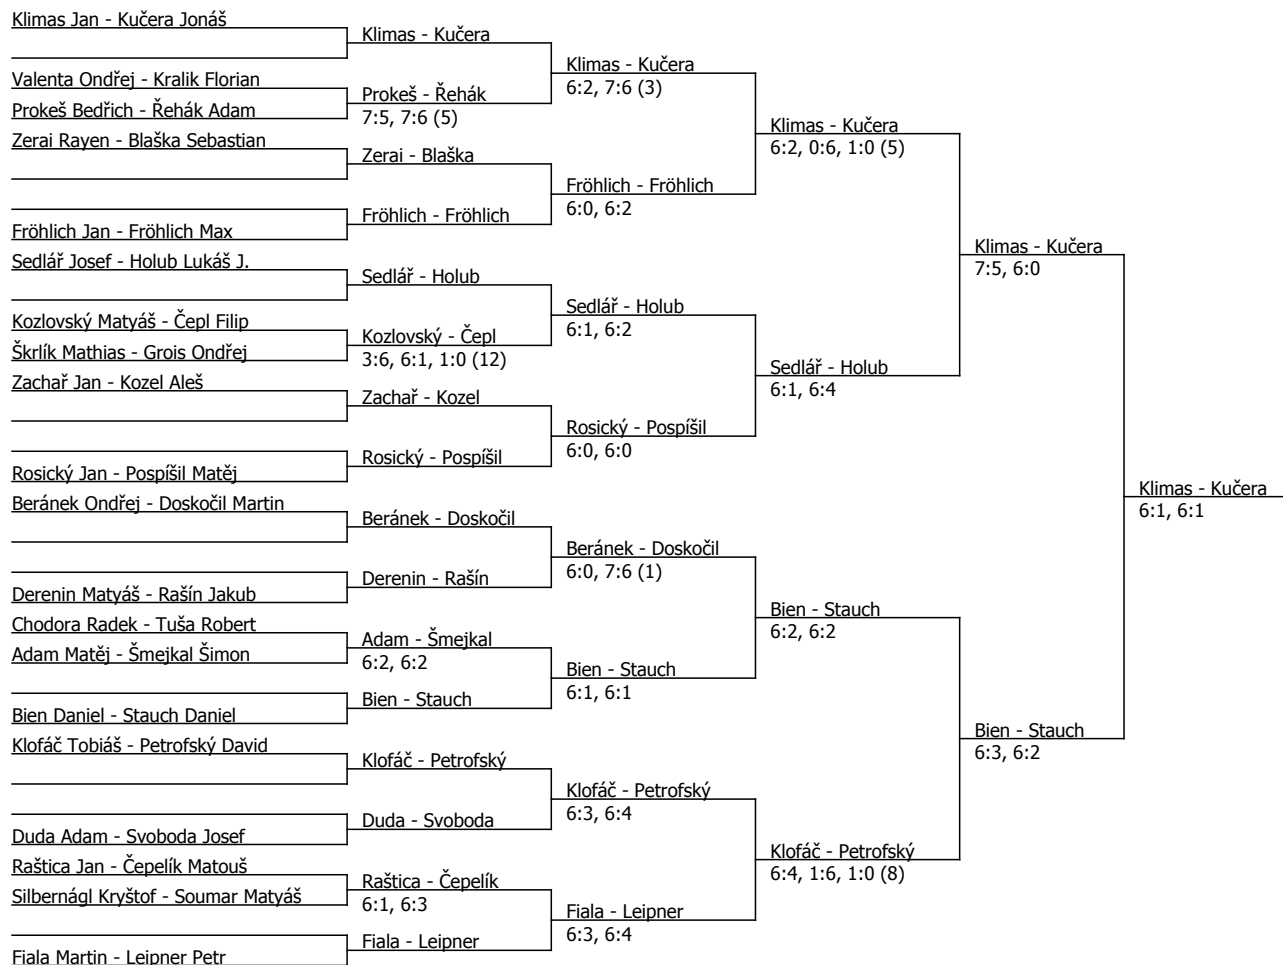 Klimas Jan - Kučera Jonáš
Klimas - Kučera
Klimas - Kučera
6:2, 7:6 (3)
Valenta Ondřej - Kralik Florian
Prokeš - Řehák
7:5, 7:6 (5)
Prokeš Bedřich - Řehák Adam
Klimas - Kučera
6:2, 0:6, 1:0 (5)
Zerai Rayen - Blaška Sebastian
Zerai - Blaška
Fröhlich - Fröhlich
6:0, 6:2
Fröhlich - Fröhlich
Fröhlich Jan - Fröhlich Max
Klimas - Kučera
7:5, 6:0
Sedlář Josef - Holub Lukáš J.
Sedlář - Holub
Sedlář - Holub
6:1, 6:2
Kozlovský Matyáš - Čepl Filip
Kozlovský - Čepl
3:6, 6:1, 1:0 (12)
Škrlík Mathias - Grois Ondřej
Sedlář - Holub
6:1, 6:4
Zachař Jan - Kozel Aleš
Zachař - Kozel
Rosický - Pospíšil
6:0, 6:0
Rosický - Pospíšil
Rosický Jan - Pospíšil Matěj
Klimas - Kučera
6:1, 6:1
Beránek Ondřej - Doskočil Martin
Beránek - Doskočil
Beránek - Doskočil
6:0, 7:6 (1)
Derenin - Rašín
Derenin Matyáš - Rašín Jakub
Bien - Stauch
6:2, 6:2
Chodora Radek - Tuša Robert
Adam - Šmejkal
6:2, 6:2
Adam Matěj - Šmejkal Šimon
Bien - Stauch
6:1, 6:1
Bien - Stauch
Bien Daniel - Stauch Daniel
Bien - Stauch
6:3, 6:2
Klofáč Tobiáš - Petrofský David
Klofáč - Petrofský
Klofáč - Petrofský
6:3, 6:4
Duda - Svoboda
Duda Adam - Svoboda Josef
Klofáč - Petrofský
6:4, 1:6, 1:0 (8)
Raštica Jan - Čepelík Matouš
Raštica - Čepelík
6:1, 6:3
Silbernágl Kryštof - Soumar Matyáš
Fiala - Leipner
6:3, 6:4
Fiala - Leipner
Fiala Martin - Leipner Petr